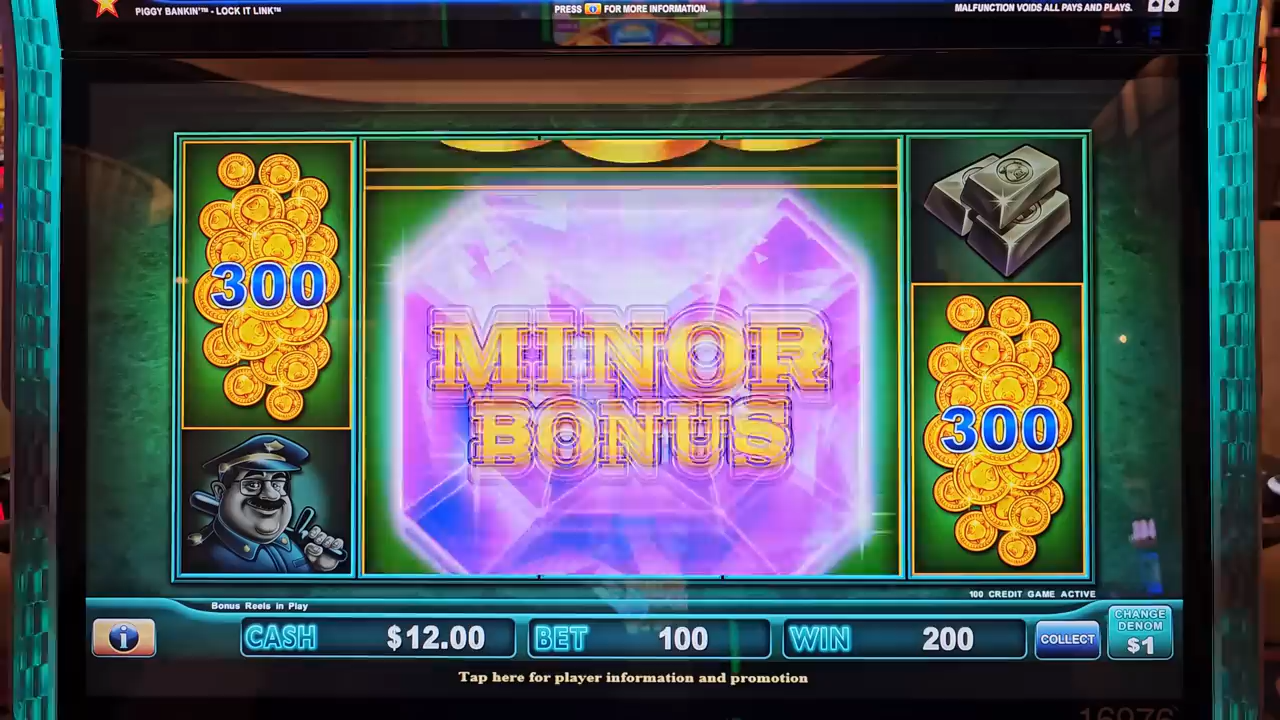 PIGGY BANKIN'™ - LOCK IT LINK™
PRESS i FOR MORE INFORMATION.
MALFUNCTION VOIDS ALL PAYS AND PLAYS.
300
MINOR
BONUS
300
100 CREDIT GAME ACTIVE
Bonus Reels in Play
i
CASH $12.00
BET 100
WIN 200
COLLECT
CHANGE
DENOM
$1
Tap here for player information and promotion